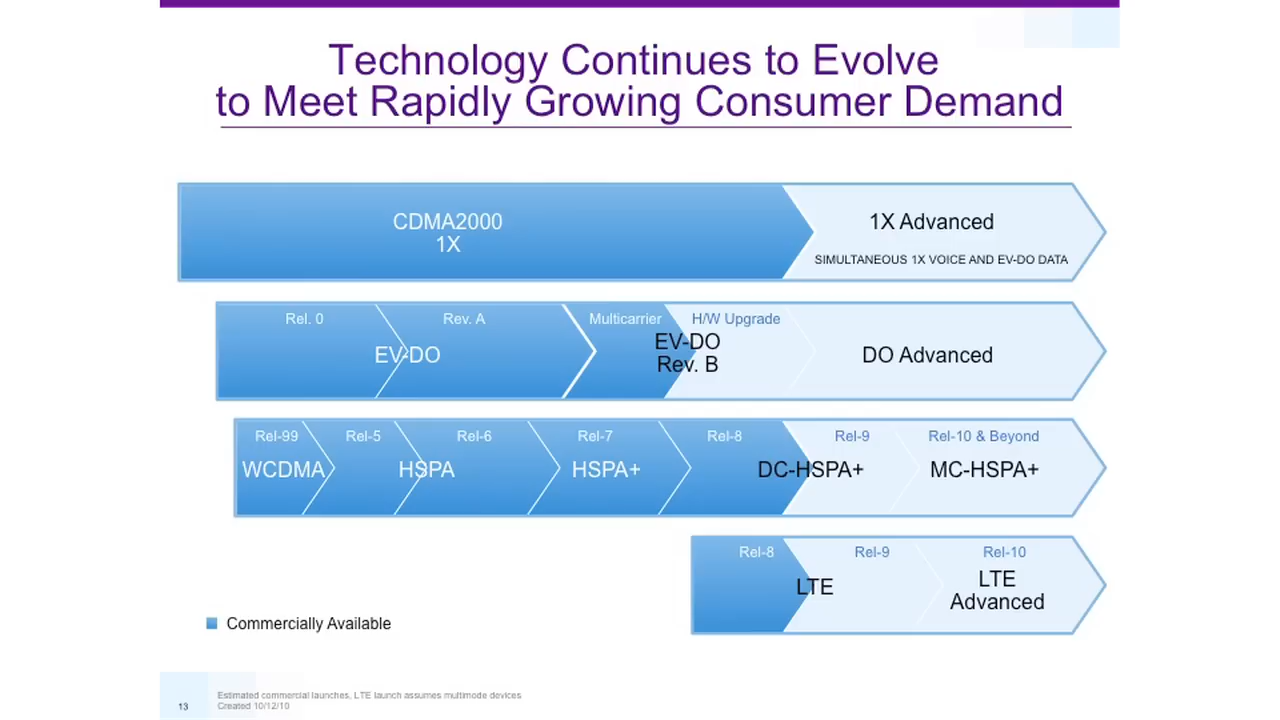 Technology Continues to Evolve
to Meet Rapidly Growing Consumer Demand
CDMA2000
1X
1X Advanced
SIMULTANEOUS 1X VOICE AND EV-DO DATA
Rel. 0
Rev. A
Multicarrier
H/W Upgrade
EV-DO
EV-DO
Rev. B
DO Advanced
Rel-99
Rel-5
Rel-6
Rel-7
Rel-8
Rel-9
Rel-10 & Beyond
WCDMA
HSPA
HSPA+
DC-HSPA+
MC-HSPA+
Rel-8
Rel-9
Rel-10
LTE
LTE
Advanced
Commercially Available
13
Estimated commercial launches, LTE launch assumes multimode devices
Created 10/12/10